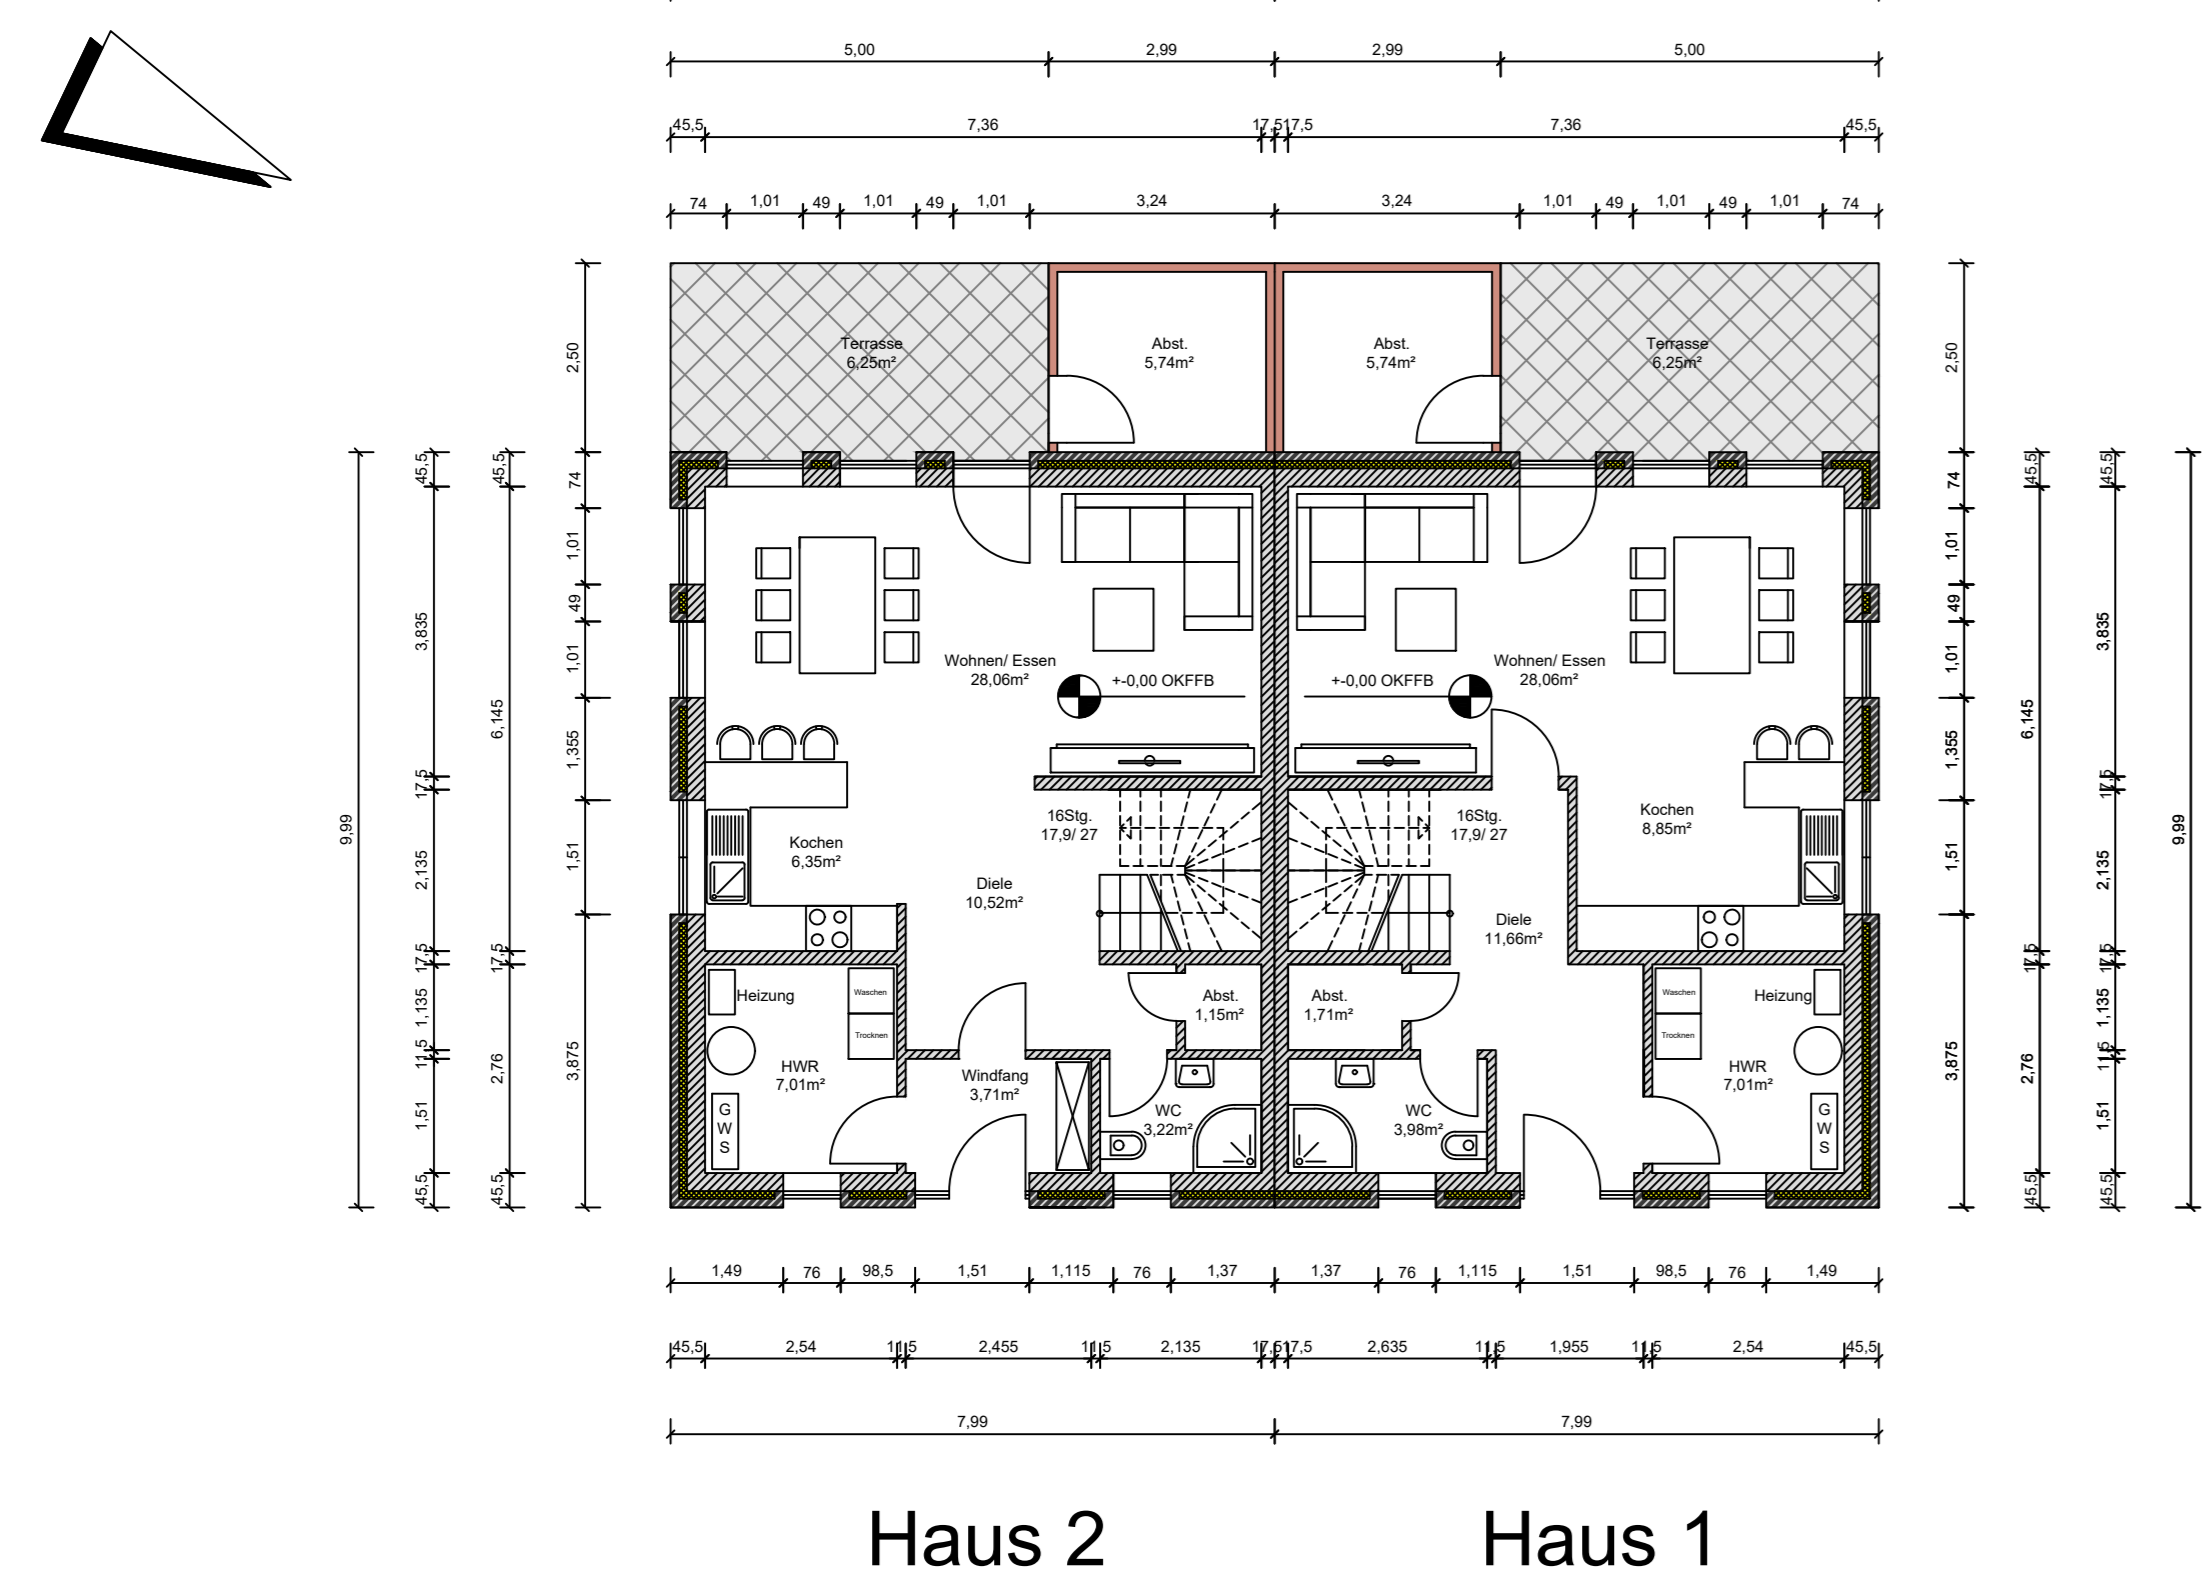 5,00 2,99 2,99 5,00
45,5 7,36 17,5 17,5 7,36 45,5
74 1,01 49 1,01 49 1,01 3,24 3,24 1,01 49 1,01 49 1,01 74
Terrasse
6,25m²
Abst.
5,74m²
Abst.
5,74m²
Terrasse
6,25m²
9,99
45,5 3,835 17,5 2,135 17,5 1,135 11,5 1,51 45,5
45,5 6,145 17,5 2,76 45,5
2,50 74 1,01 49 1,01 1,355 1,51 3,875
Wohnen/ Essen
28,06m²
+-0,00 OKFFB
+-0,00 OKFFB
Wohnen/ Essen
28,06m²
16Stg.
17,9/ 27
16Stg.
17,9/ 27
Kochen
6,35m²
Kochen
8,85m²
Diele
10,52m²
Diele
11,66m²
Heizung
Waschen
Trocknen
Abst.
1,15m²
Abst.
1,71m²
Waschen
Trocknen
Heizung
HWR
7,01m²
Windfang
3,71m²
WC
3,22m²
WC
3,98m²
HWR
7,01m²
G
W
S
G
W
S
2,50 74 1,01 49 1,01 1,355 1,51 3,875
45,5 6,145 17,5 2,76 45,5
45,5 3,835 17,5 2,135 17,5 1,135 11,5 1,51 45,5
9,99
1,49 76 98,5 1,51 1,115 76 1,37 1,37 76 1,115 1,51 98,5 76 1,49
45,5 2,54 11,5 2,455 11,5 2,135 17,5 17,5 2,635 11,5 1,955 11,5 2,54 45,5
7,99 7,99
Haus 2 Haus 1